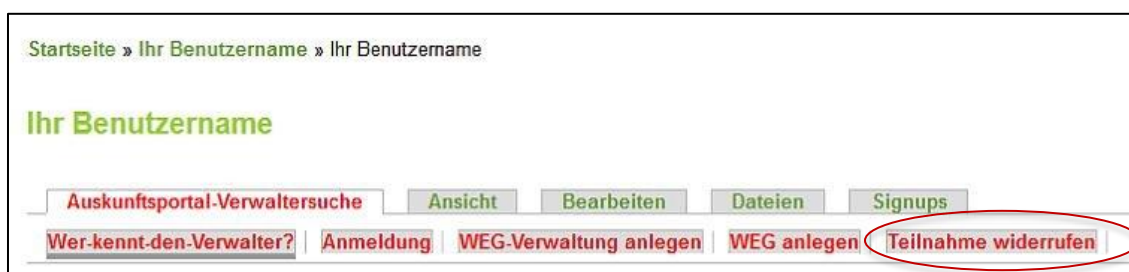 Startseite » Ihr Benutzername » Ihr Benutzername
Ihr Benutzername
Auskunftsportal-Verwaltersuche Ansicht Bearbeiten Dateien Signups
Wer-kennt-den-Verwalter? Anmeldung WEG-Verwaltung anlegen WEG anlegen Teilnahme widerrufen